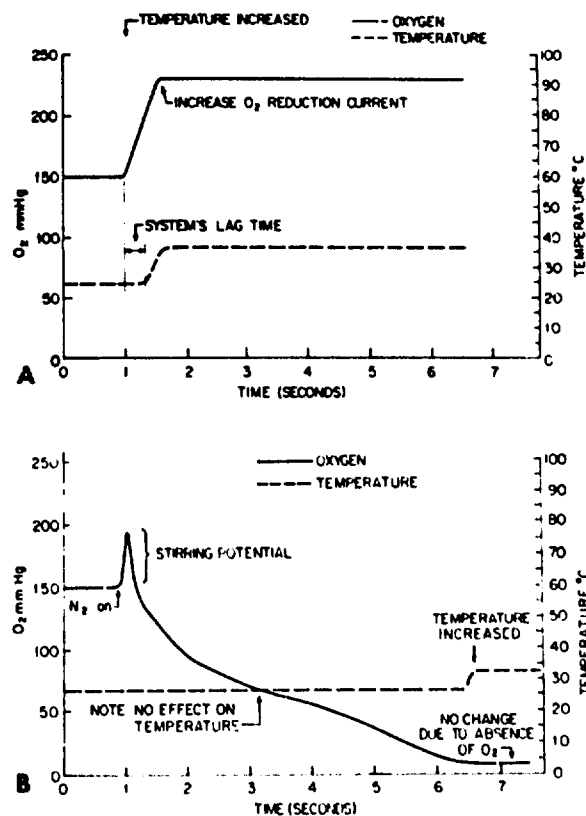 TEMPERATURE INCREASED
OXYGEN
TEMPERATURE
INCREASE O₂ REDUCTION CURRENT
SYSTEM'S LAG TIME
O₂ mmHg
250
200
150
100
50
0
TEMPERATURE °C
100
90
80
70
60
50
40
30
20
10
C
0 1 2 3 4 5 6 7
TIME (SECONDS)
A
OXYGEN
TEMPERATURE
STIRRING POTENTIAL
N₂ on
TEMPERATURE
INCREASED
NOTE NO EFFECT ON
TEMPERATURE
NO CHANGE
DUE TO ABSENCE
OF O₂
O₂ mm Hg
250
200
150
100
50
0
TEMPERATURE °C
100
90
80
70
60
50
40
30
20
10
0
0 1 2 3 4 5 6 7
TIME (SECONDS)
B